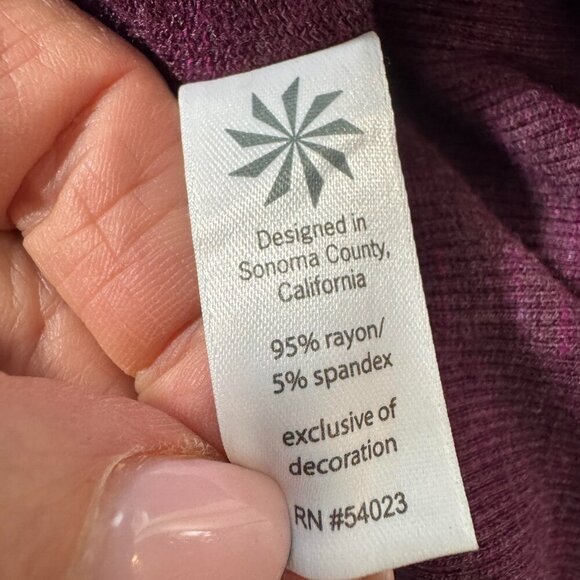 Designed in
Sonoma County,
California
95% rayon/
5% spandex
exclusive of
decoration
RN #54023